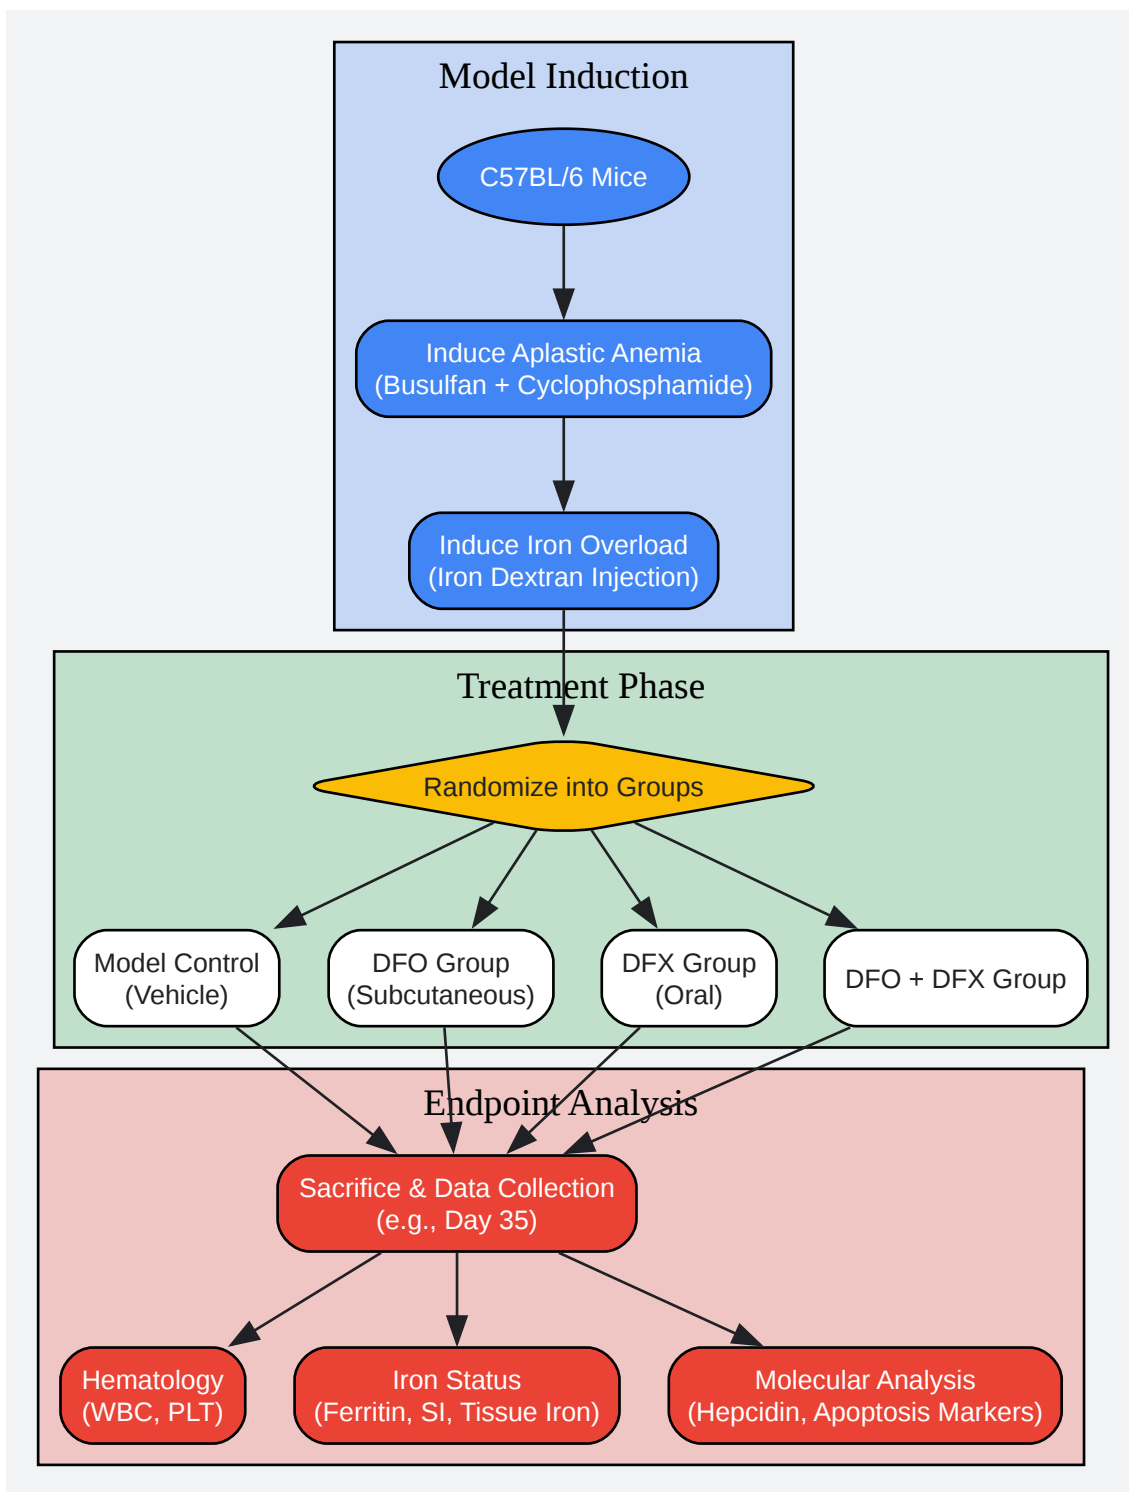 Model Induction
C57BL/6 Mice
Induce Aplastic Anemia
(Busulfan + Cyclophosphamide)
Induce Iron Overload
(Iron Dextran Injection)
Treatment Phase
Randomize into Groups
Model Control
(Vehicle)
DFO Group
(Subcutaneous)
DFX Group
(Oral)
DFO + DFX Group
Endpoint Analysis
Sacrifice & Data Collection
(e.g., Day 35)
Hematology
(WBC, PLT)
Iron Status
(Ferritin, SI, Tissue Iron)
Molecular Analysis
(Hepcidin, Apoptosis Markers)